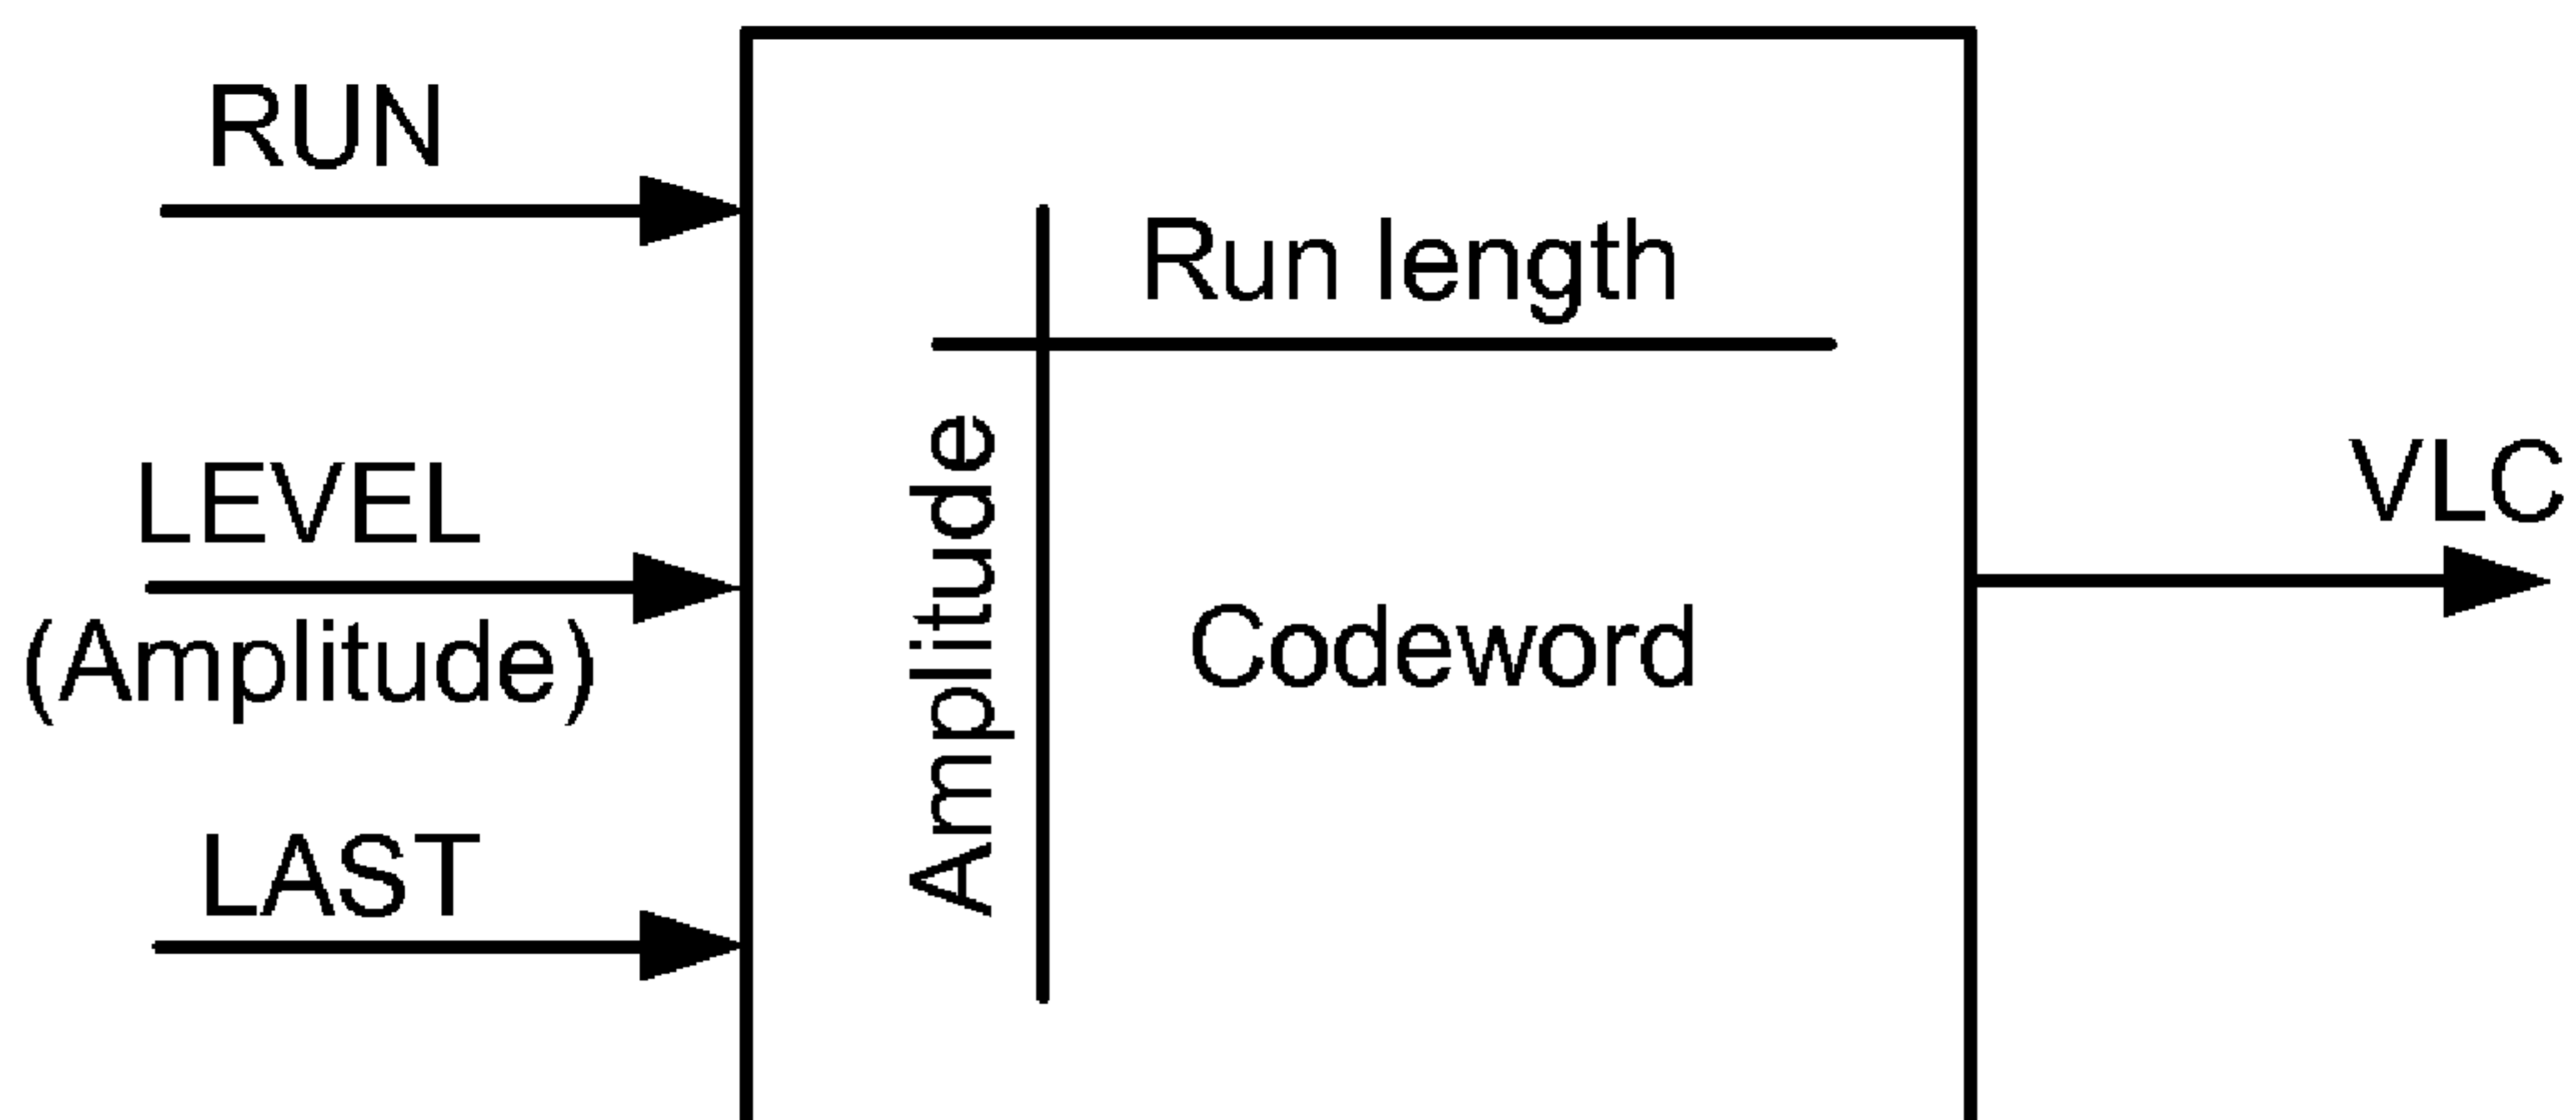 RUN
Run length
LEVEL
(Amplitude)
Amplitude
Codeword
VLC
LAST